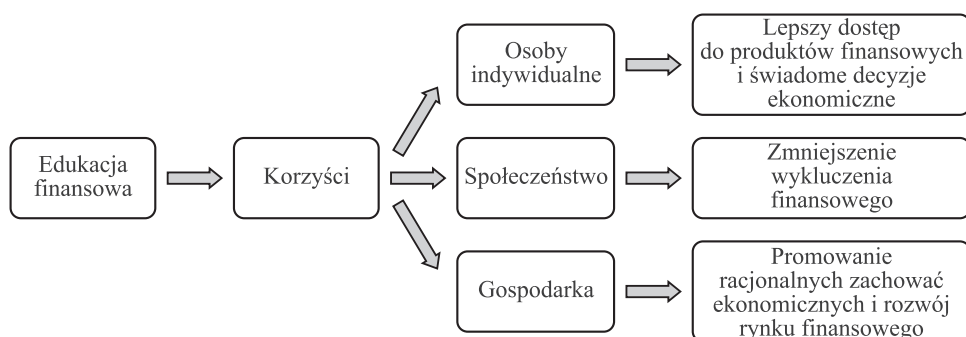 Edukacja
finansowa
Korzyści
Osoby
indywidualne
Lepszy dostęp
do produktów finansowych
i świadome decyzje
ekonomiczne
Społeczeństwo
Zmniejszenie
wykluczenia
finansowego
Gospodarka
Promowanie
racjonalnych zachować
ekonomicznych i rozwój
rynku finansowego